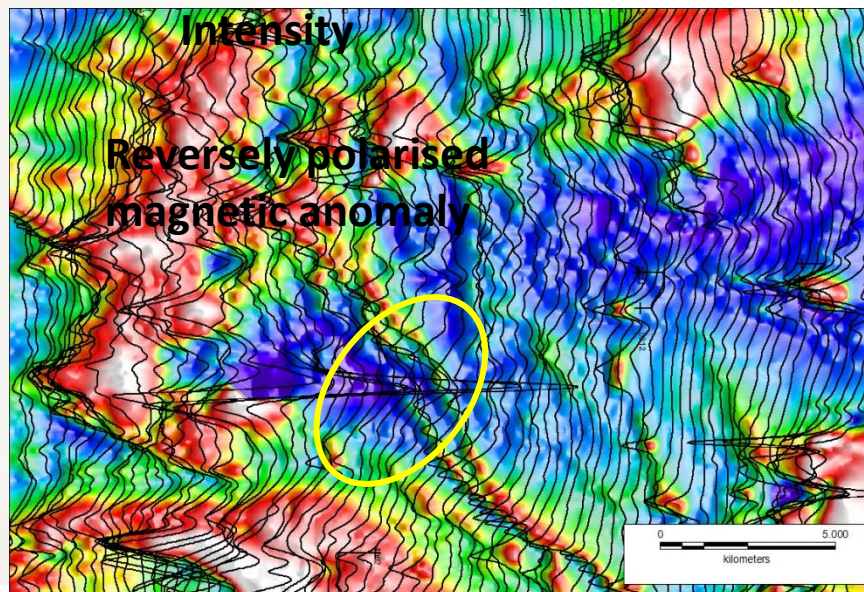 Intensity
Reversely polarised
magnetic anomaly
0 5.000
kilometers